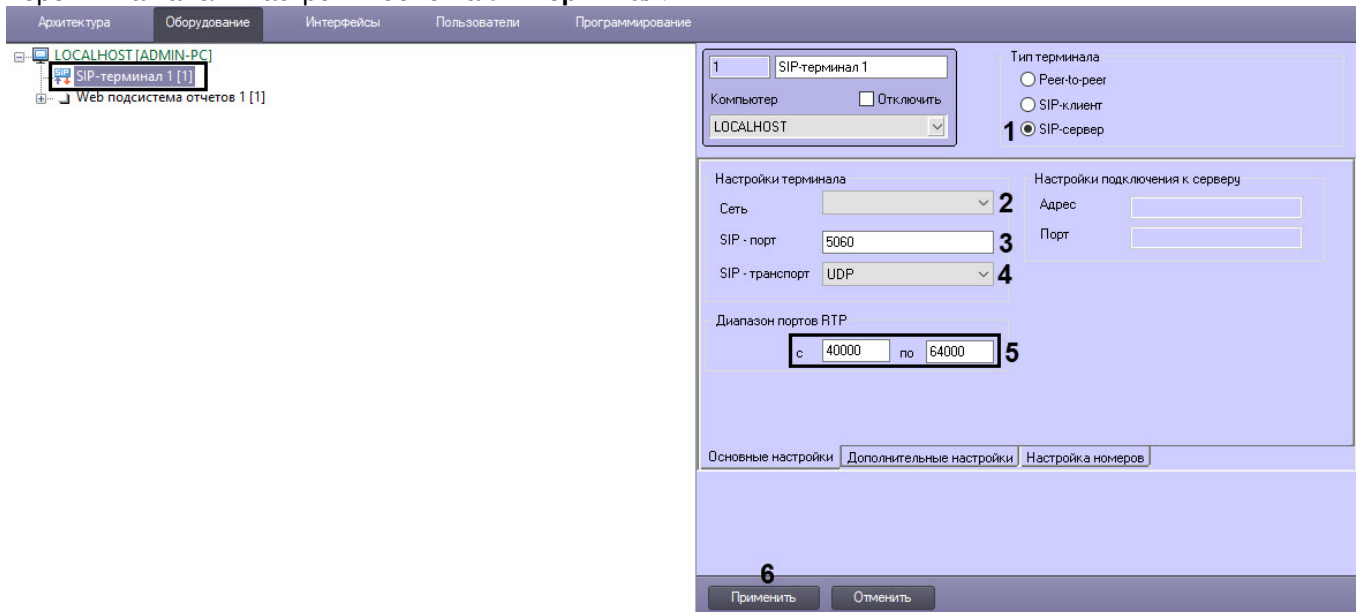 Архитектура Оборудование Интерфейсы Пользователи Программирование
LOCALHOST [ADMIN-PC]
SIP-терминал 1 [1]
Web подсистема отчетов 1 [1]
1 SIP-терминал 1
Компьютер Отключить
LOCALHOST
Тип терминала
Peer-to-peer
SIP-клиент
1 SIP-сервер
Настройки терминала
Сеть 2
SIP - порт 5060 3
SIP - транспорт UDP 4
Настройки подключения к серверу
Адрес
Порт
Диапазон портов RTP
с 40000 по 64000 5
Основные настройки Дополнительные настройки Настройка номеров
6
Применить Отменить